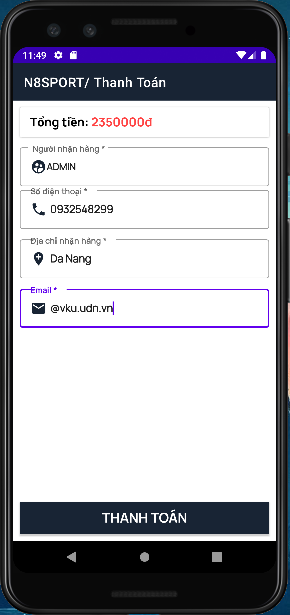 11:49
N8SPORT/ Thanh Toán
Tổng tiền: 2350000đ
Người nhận hàng *
ADMIN
Số điện thoại *
0932548299
Địa chỉ nhận hàng *
Da Nang
Email *
@vku.udn.vn
THANH TOÁN